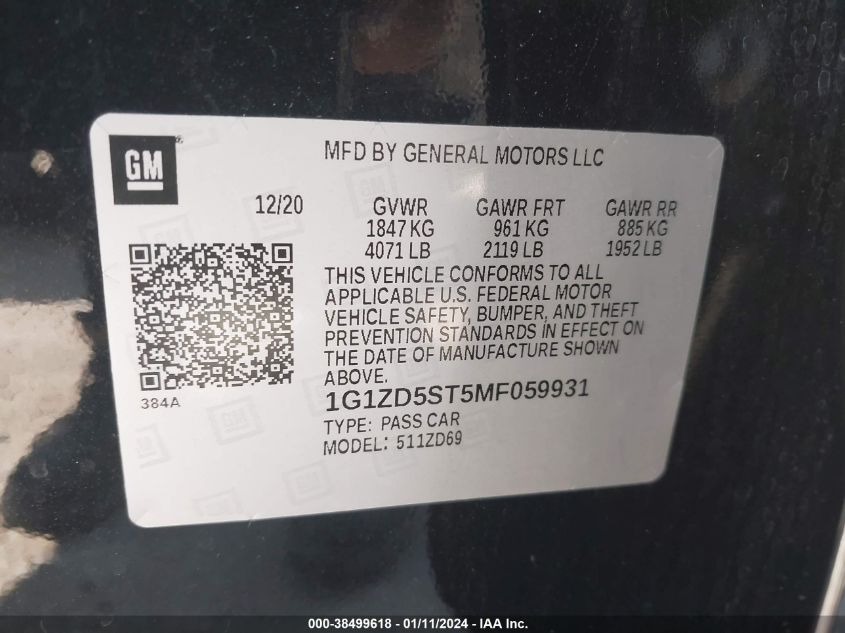 GM
MFD BY GENERAL MOTORS LLC
12/20 GVWR GAWR FRT GAWR RR
1847 KG 961 KG 885 KG
4071 LB 2119 LB 1952 LB
THIS VEHICLE CONFORMS TO ALL
APPLICABLE U.S. FEDERAL MOTOR
VEHICLE SAFETY, BUMPER, AND THEFT
PREVENTION STANDARDS IN EFFECT ON
THE DATE OF MANUFACTURE SHOWN
ABOVE.
384A
1G1ZD5ST5MF059931
TYPE: PASS CAR
MODEL: 511ZD69
000-38499618 - 01/11/2024 - IAA Inc.